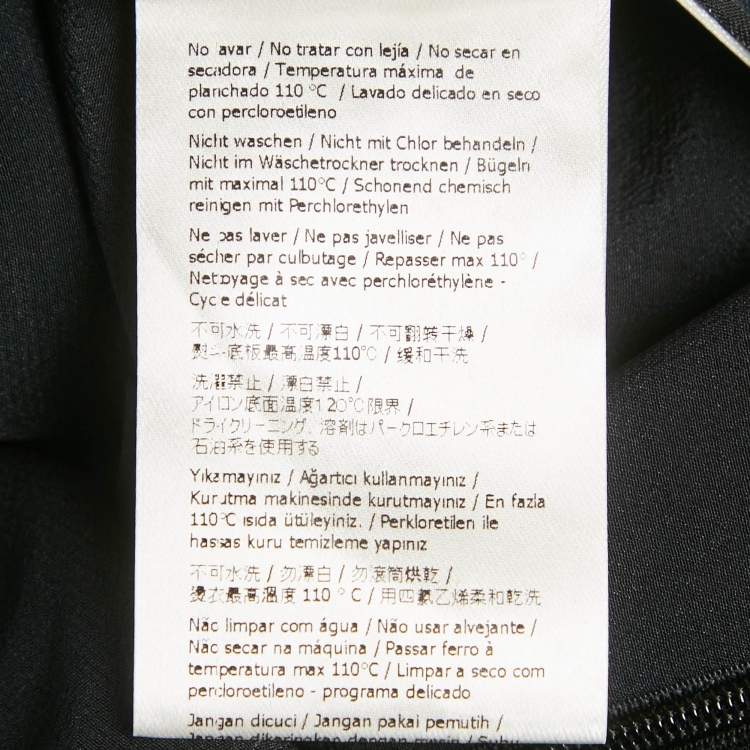 No lavar / No tratar con lejía / No secar en
secadora / Temperatura máxima de
planchado 110 °C / Lavado delicado en seco
con percloroetileno
Nicht waschen / Nicht mit Chlor behandeln /
Nicht im Wäschetrockner trocknen / Bügeln
mit maximal 110°C / Schonend chemisch
reinigen mit Perchlorethylen
Ne pas laver / Ne pas javelliser / Ne pas
sécher par culbutage / Repasser max 110° /
Nettoyage à sec avec perchloréthylène -
Cycle délicat
不可水洗 / 不可漂白 / 不可翻转干燥 /
熨斗底板最高温度110°C / 缓和干洗
洗濯禁止 / 漂白禁止 /
アイロン底面温度120°C限界 /
ドライクリーニング、溶剤はパークロエチレン系または
石油系を使用する
Yıkamayınız / Ağartıcı kullanmayınız /
Kurutma makinesinde kurutmayınız / En fazla
110°C ısıda ütüleyiniz. / Perkloretilen ile
hassas kuru temizleme yapınız
不可水洗 / 勿漂白 / 勿滾筒烘乾 /
燙衣最高溫度 110 ° C / 用四氯乙烯柔和乾洗
Não limpar com água / Não usar alvejante /
Não secar na máquina / Passar ferro à
temperatura max 110°C / Limpar a seco com
percloroetileno - programa delicado
Jangan dicuci / Jangan pakai pemutih /
Jangan dikeringkan dengan mesin /